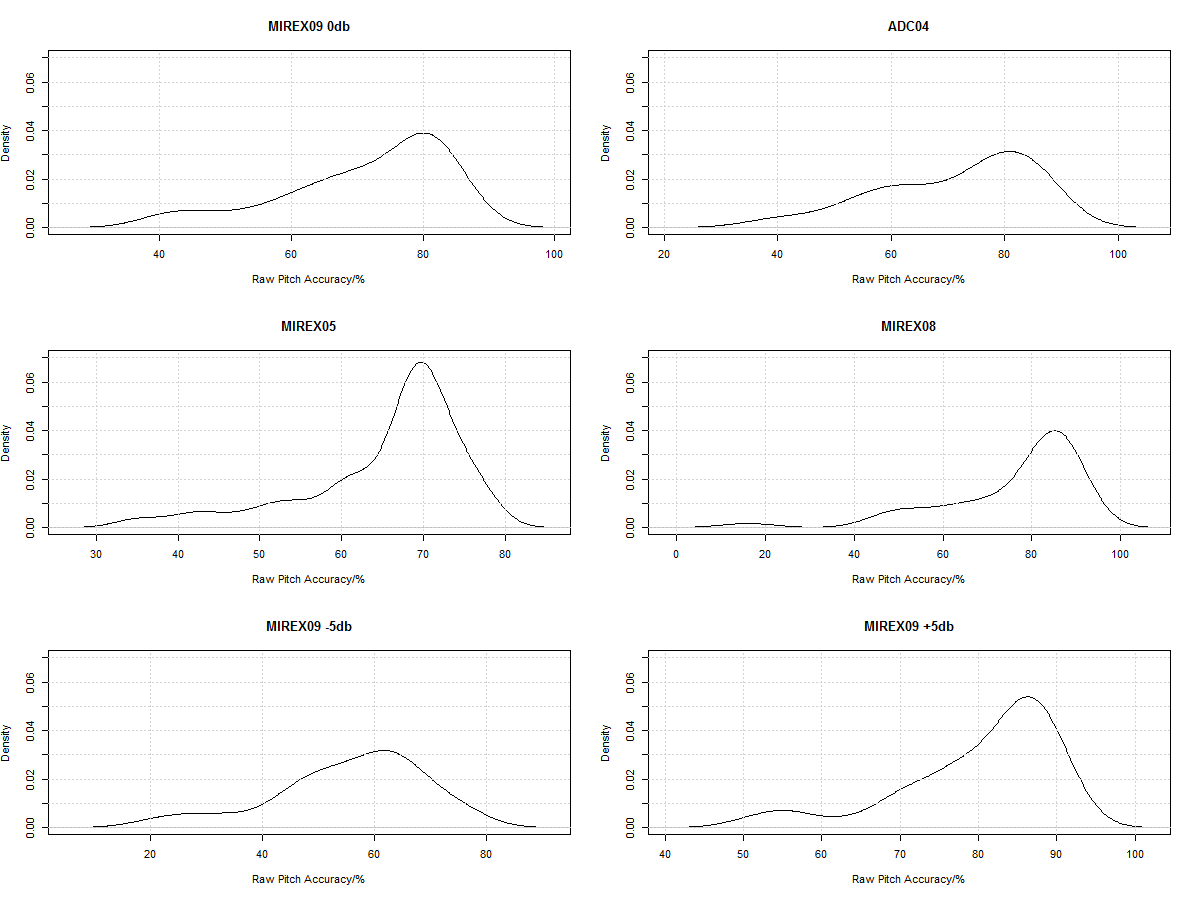 MIREX09 0db
Density
0.00 0.02 0.04 0.06
40 60 80 100
Raw Pitch Accuracy/%
ADC04
Density
0.00 0.02 0.04 0.06
20 40 60 80 100
Raw Pitch Accuracy/%
MIREX05
Density
0.00 0.02 0.04 0.06
30 40 50 60 70 80
Raw Pitch Accuracy/%
MIREX08
Density
0.00 0.02 0.04 0.06
0 20 40 60 80 100
Raw Pitch Accuracy/%
MIREX09 -5db
Density
0.00 0.02 0.04 0.06
20 40 60 80
Raw Pitch Accuracy/%
MIREX09 +5db
Density
0.00 0.02 0.04 0.06
40 50 60 70 80 90 100
Raw Pitch Accuracy/%